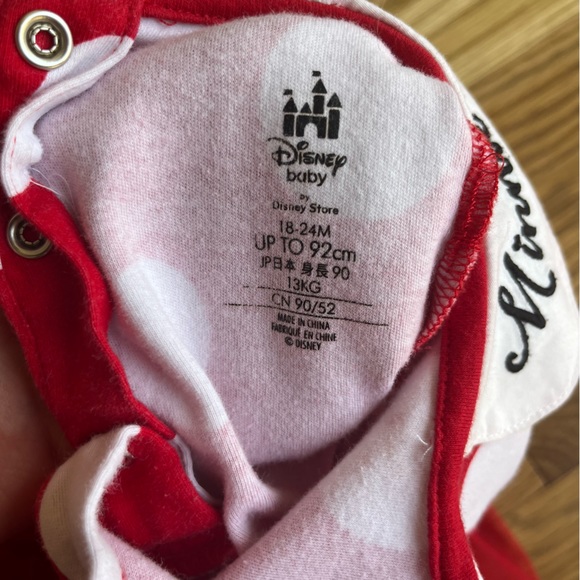 Disney
baby
by
Disney Store
18-24M
UP TO 92cm
JP日本 身長 90
13KG
CN 90/52
MADE IN CHINA
FABRIQUÉ EN CHINE
© DISNEY
Minnie